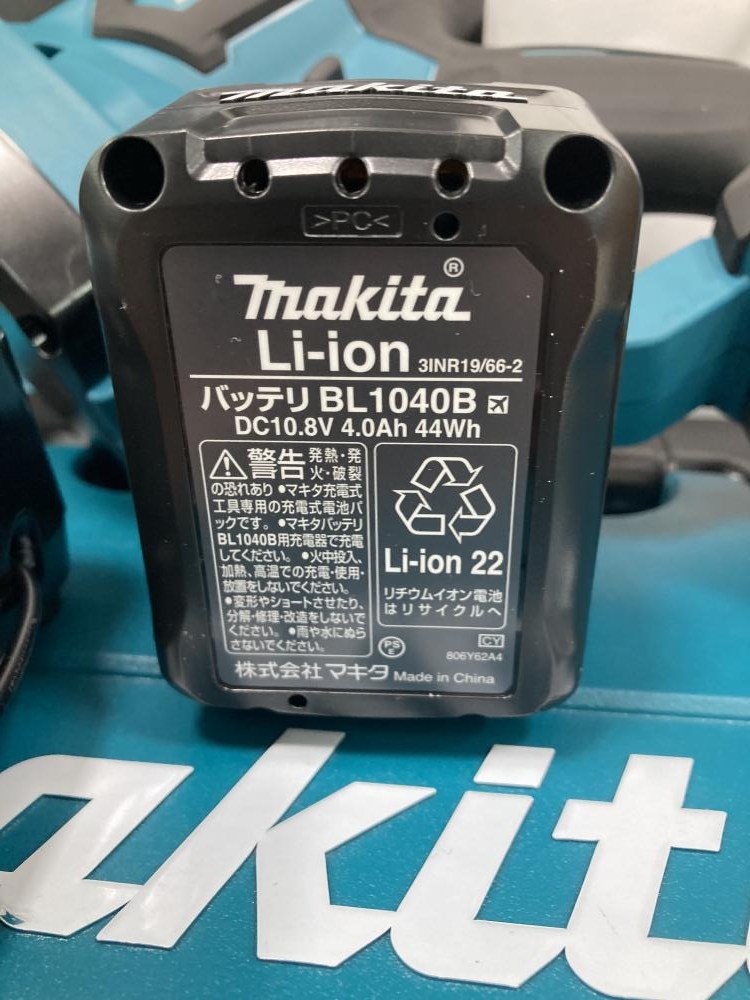 makita
>PC<
makita®
Li-ion 3INR19/66-2
バッテリ BL1040B
DC10.8V 4.0Ah 44Wh
警告 発熱・発
火・破裂
の恐れあり ●マキタ充電式
工具専用の充電式電池パ
ックです。●マキタバッテリ
BL1040B用充電器で充電
してください。●火中投入、
加熱、高温での充電・使用・
放置をしないでください。
●変形やショートさせたり、
分解・修理・改造をしないで
ください。●雨や水にぬら
さないでください。
Li-ion 22
リチウムイオン電池
はリサイクルへ
PS
E
CY
806Y62A4
株式会社 マキタ Made in China
akit